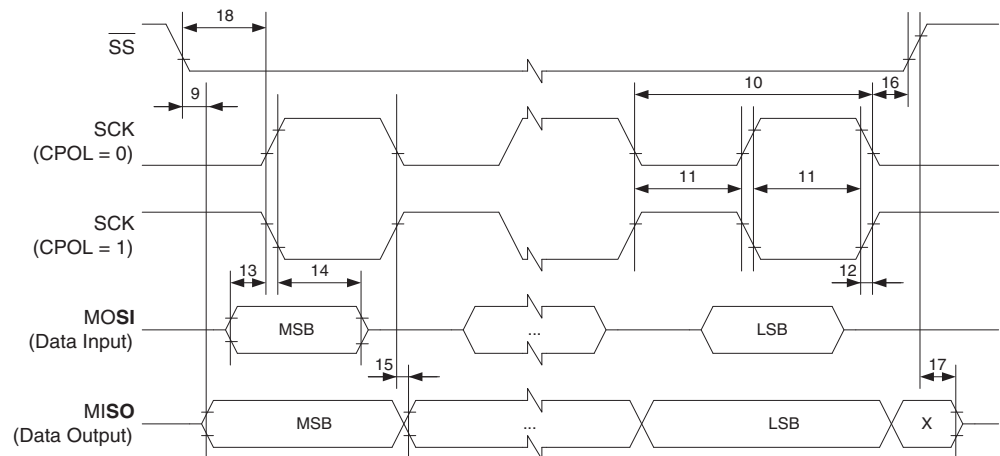 18
SS
9
10
16
SCK
(CPOL = 0)
11
11
SCK
(CPOL = 1)
13
14
12
MOSI
(Data Input)
MSB
...
LSB
15
17
MISO
(Data Output)
MSB
...
LSB
X